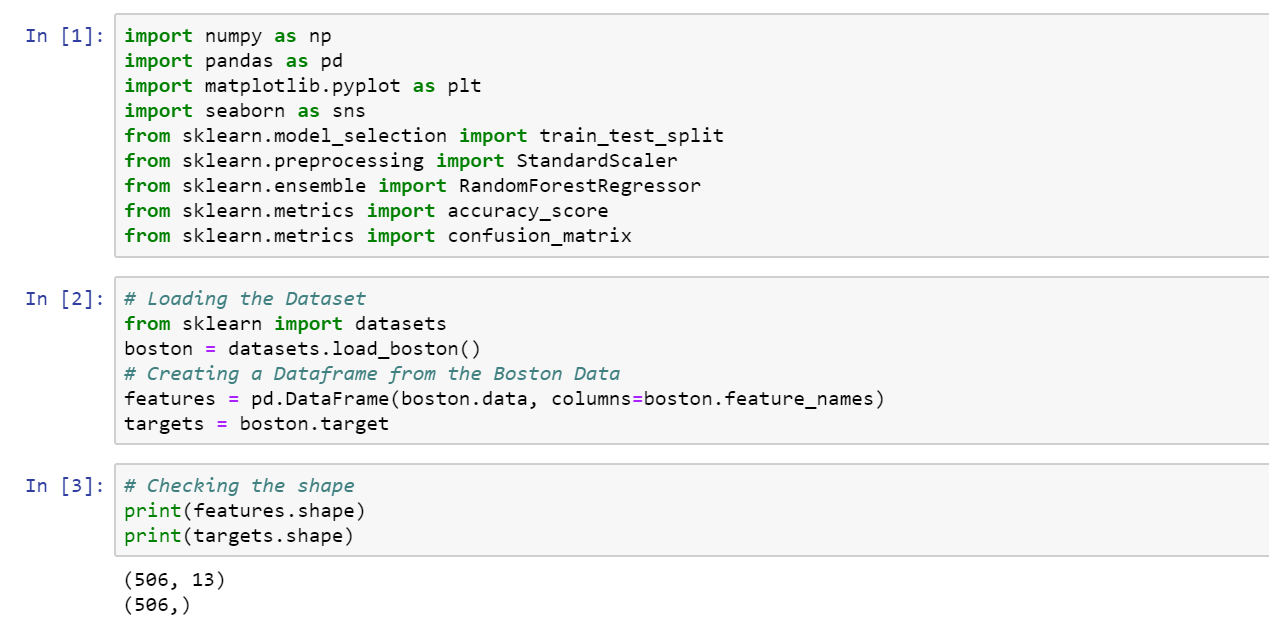 In [1]: import numpy as np
import pandas as pd
import matplotlib.pyplot as plt
import seaborn as sns
from sklearn.model_selection import train_test_split
from sklearn.preprocessing import StandardScaler
from sklearn.ensemble import RandomForestRegressor
from sklearn.metrics import accuracy_score
from sklearn.metrics import confusion_matrix
In [2]: # Loading the Dataset
from sklearn import datasets
boston = datasets.load_boston()
# Creating a Dataframe from the Boston Data
features = pd.DataFrame(boston.data, columns=boston.feature_names)
targets = boston.target
In [3]: # Checking the shape
print(features.shape)
print(targets.shape)
(506, 13)
(506,)